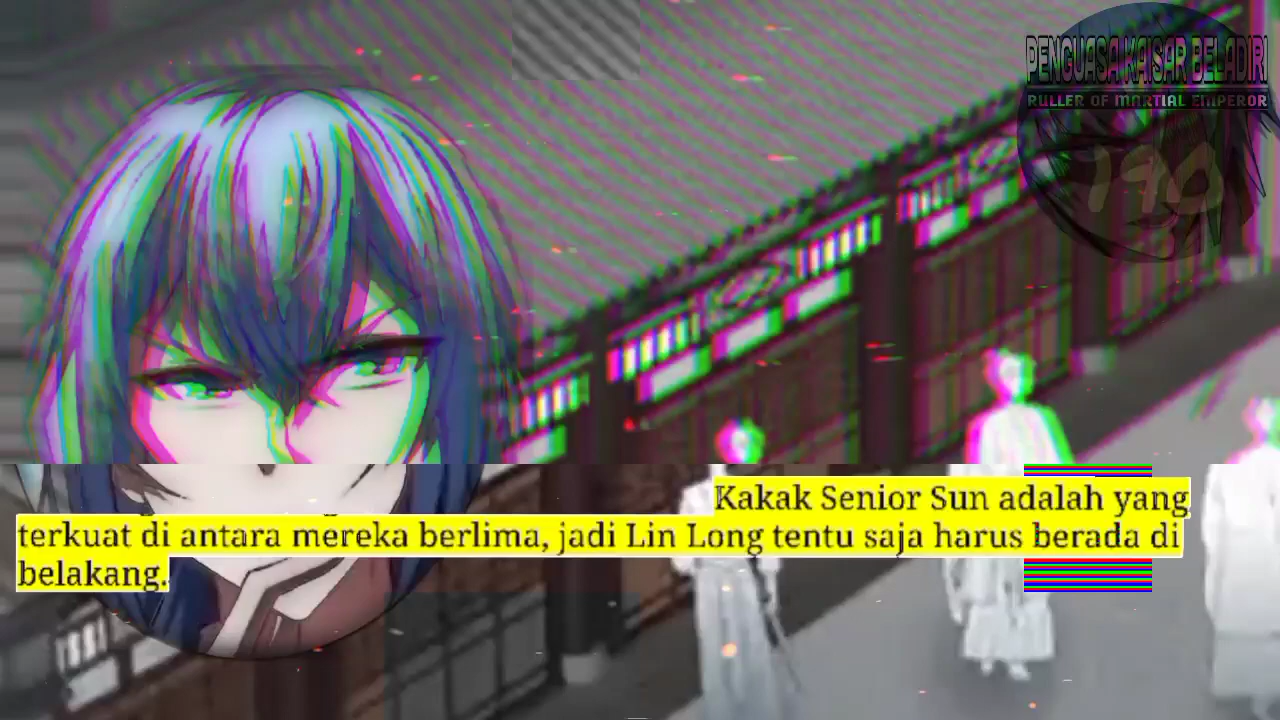 PENGUASA KAISAR BELADIRI
RULLER OF MARTIAL EMPEROR
190
Kakak Senior Sun adalah yang
terkuat di antara mereka berlima, jadi Lin Long tentu saja harus berada di
belakang.